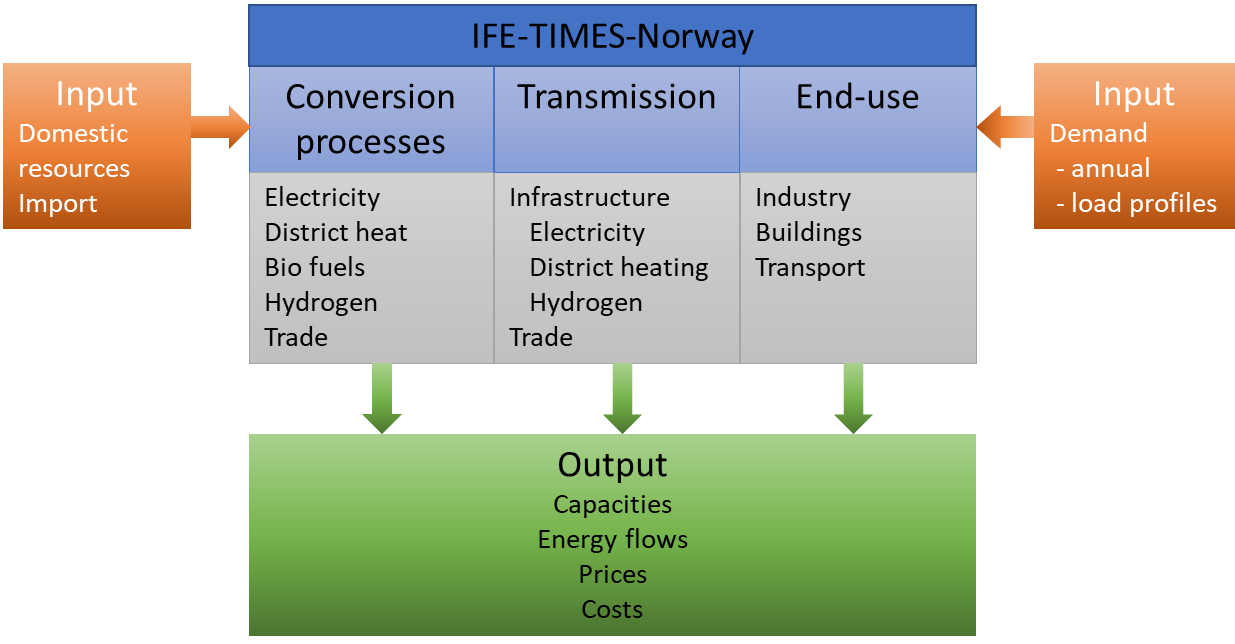 IFE-TIMES-Norway
Input
Domestic
resources
Import
Conversion
processes
Electricity
District heat
Bio fuels
Hydrogen
Trade
Transmission
Infrastructure
Electricity
District heating
Hydrogen
Trade
End-use
Industry
Buildings
Transport
Input
Demand
- annual
- load profiles
Output
Capacities
Energy flows
Prices
Costs